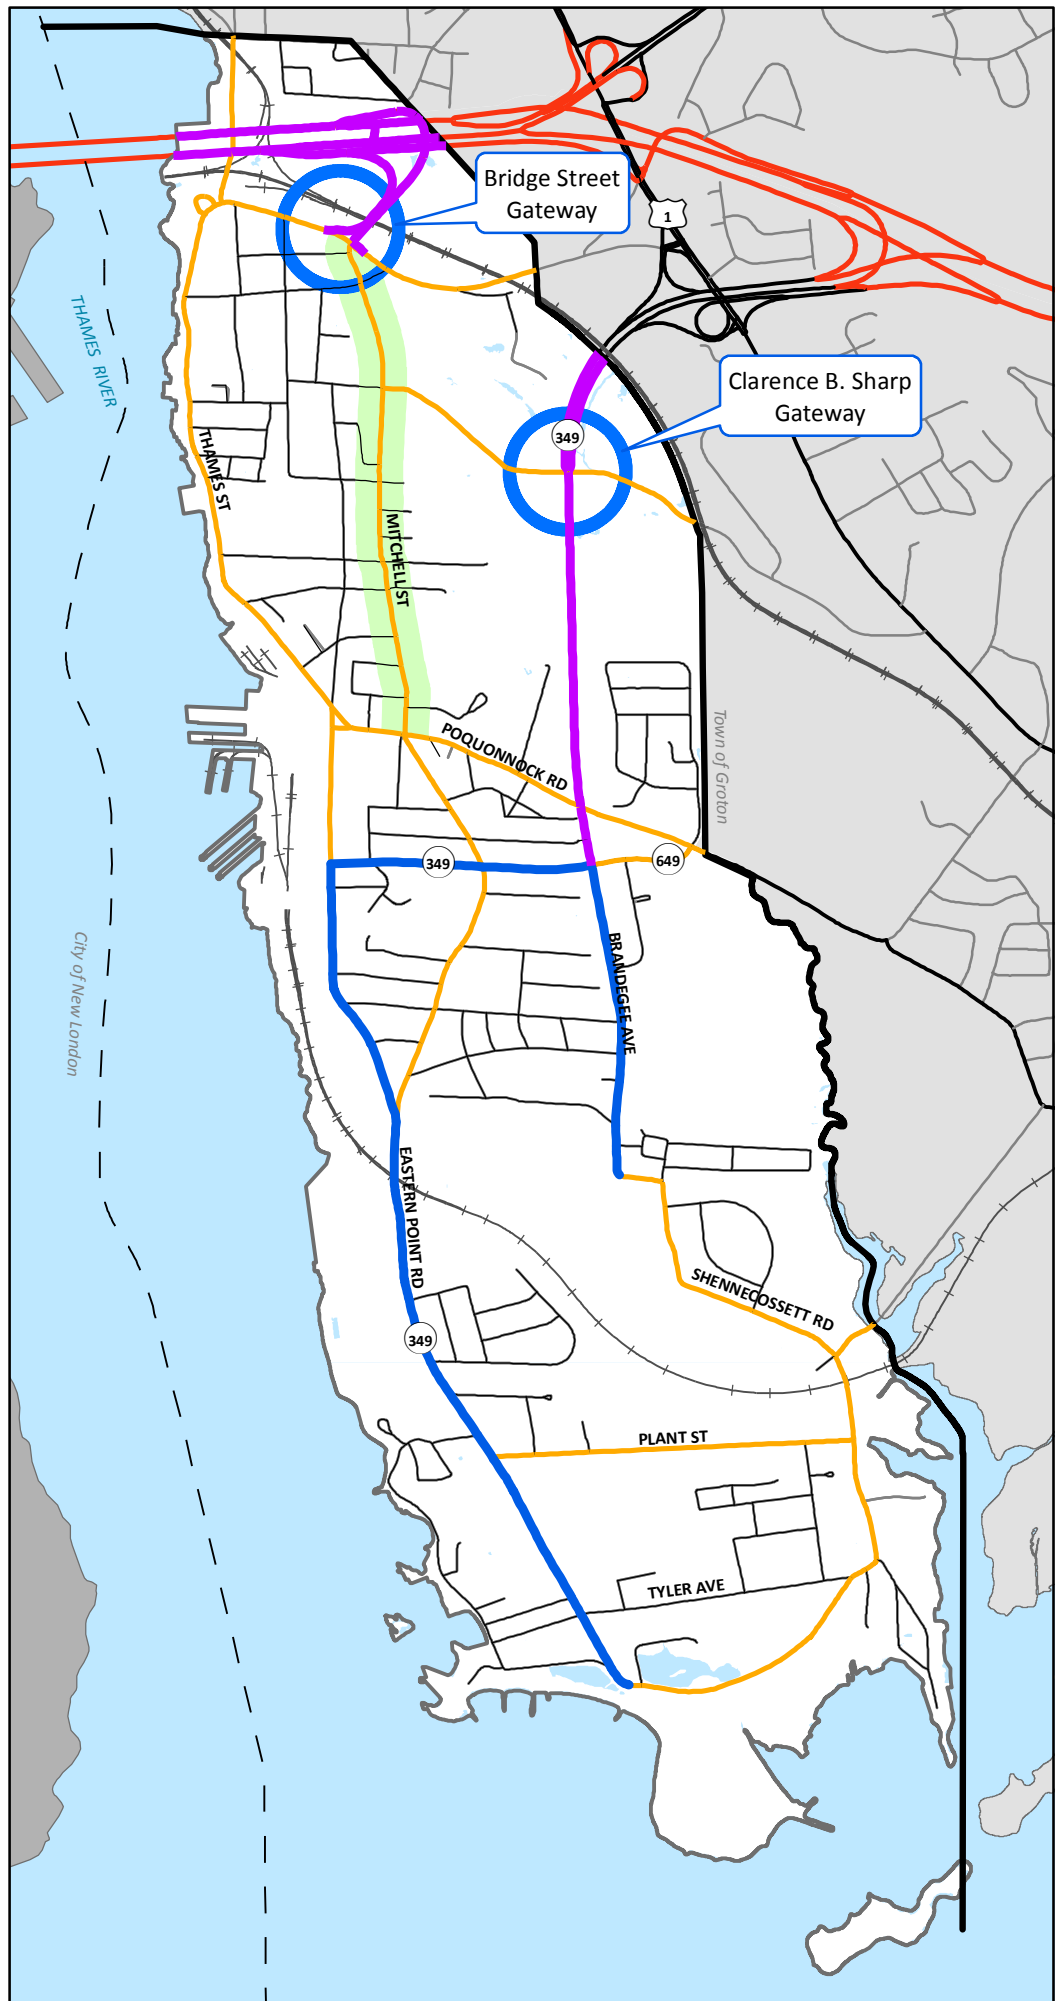 Bridge Street
Gateway
1
THAMES RIVER
Clarence B. Sharp
Gateway
349
THAMES ST
MITCHELL ST
Town of Groton
POQUONNOCK RD
349
649
City of New London
BRANDEGEE AVE
EASTERN POINT RD
SHENNECOSSETT RD
349
PLANT ST
TYLER AVE